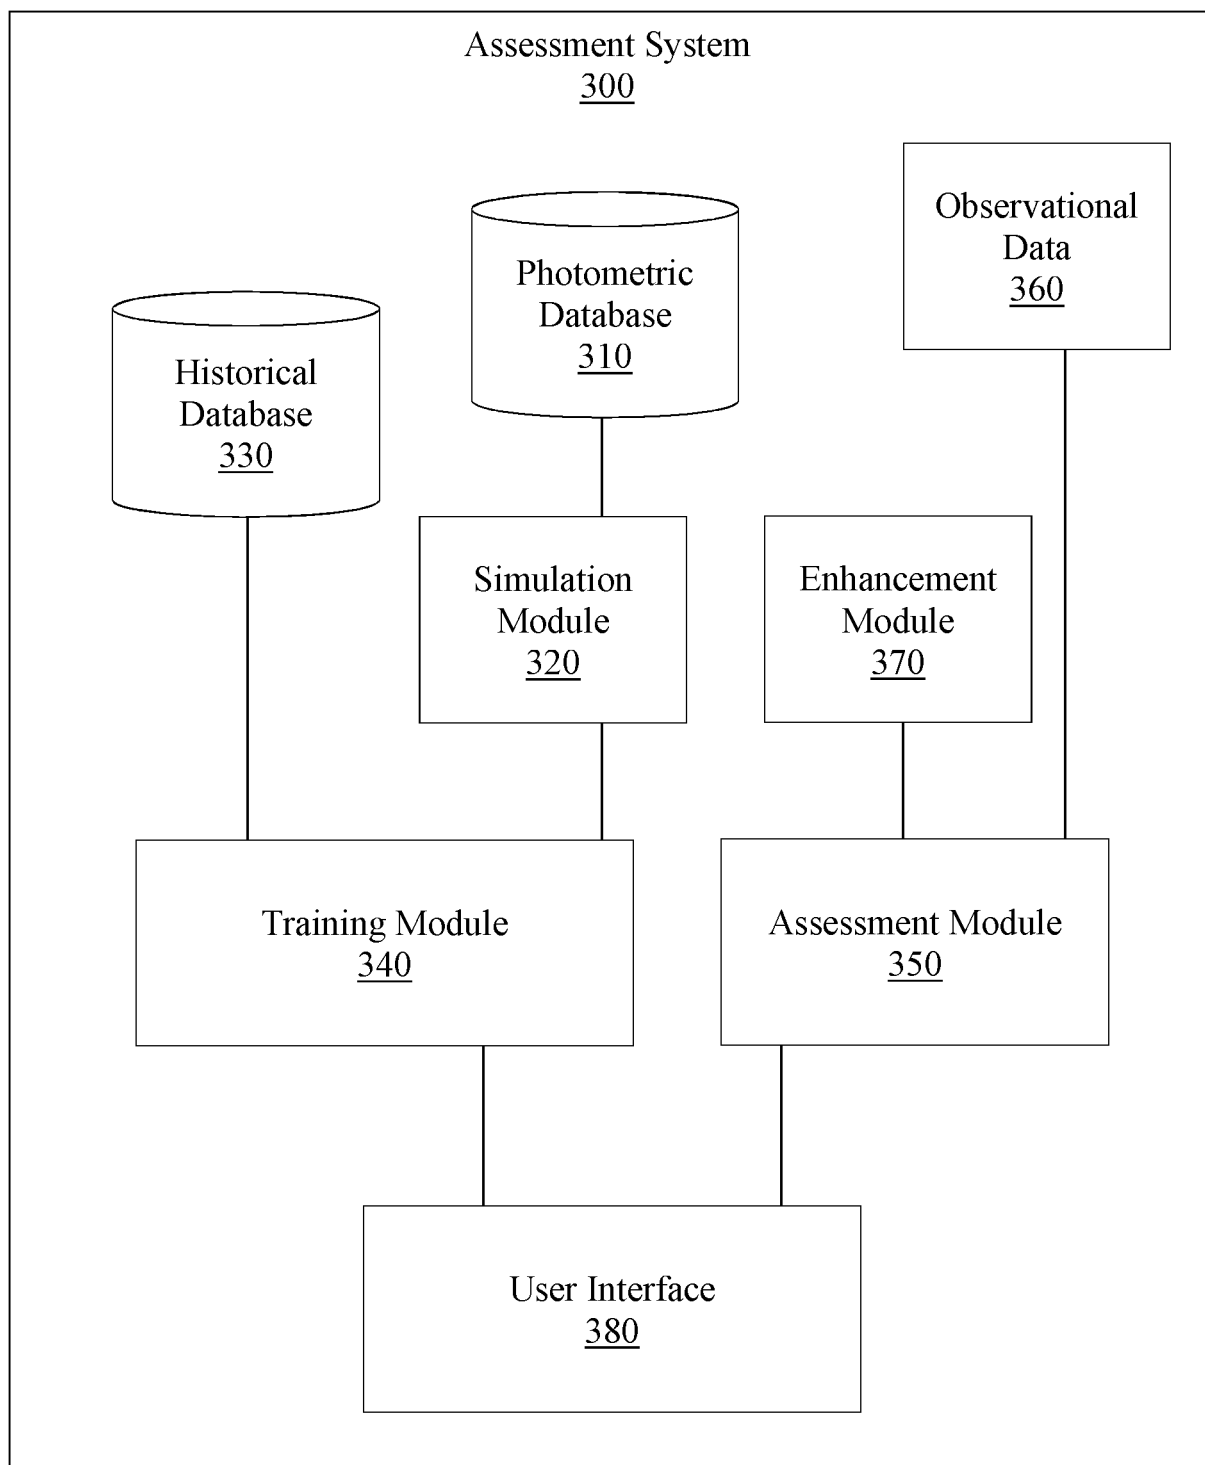 Assessment System
300
Observational
Data
360
Photometric
Database
310
Historical
Database
330
Simulation
Module
320
Enhancement
Module
370
Training Module
340
Assessment Module
350
User Interface
380